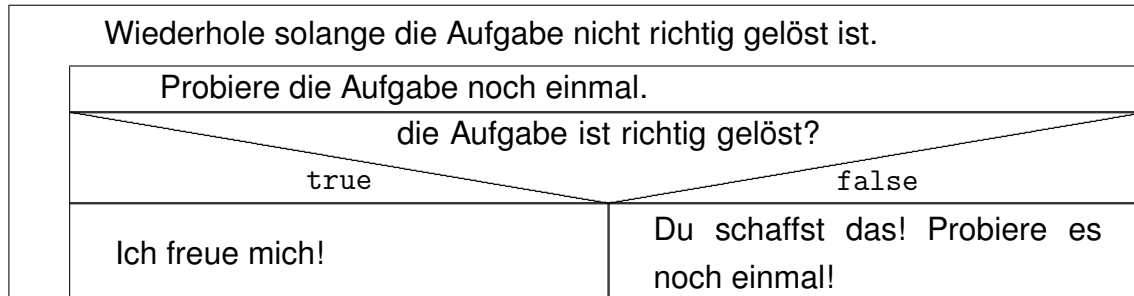 Wiederhole solange die Aufgabe nicht richtig gelöst ist.
Probiere die Aufgabe noch einmal.
die Aufgabe ist richtig gelöst?
true
false
Ich freue mich!
Du schaffst das! Probiere es
noch einmal!